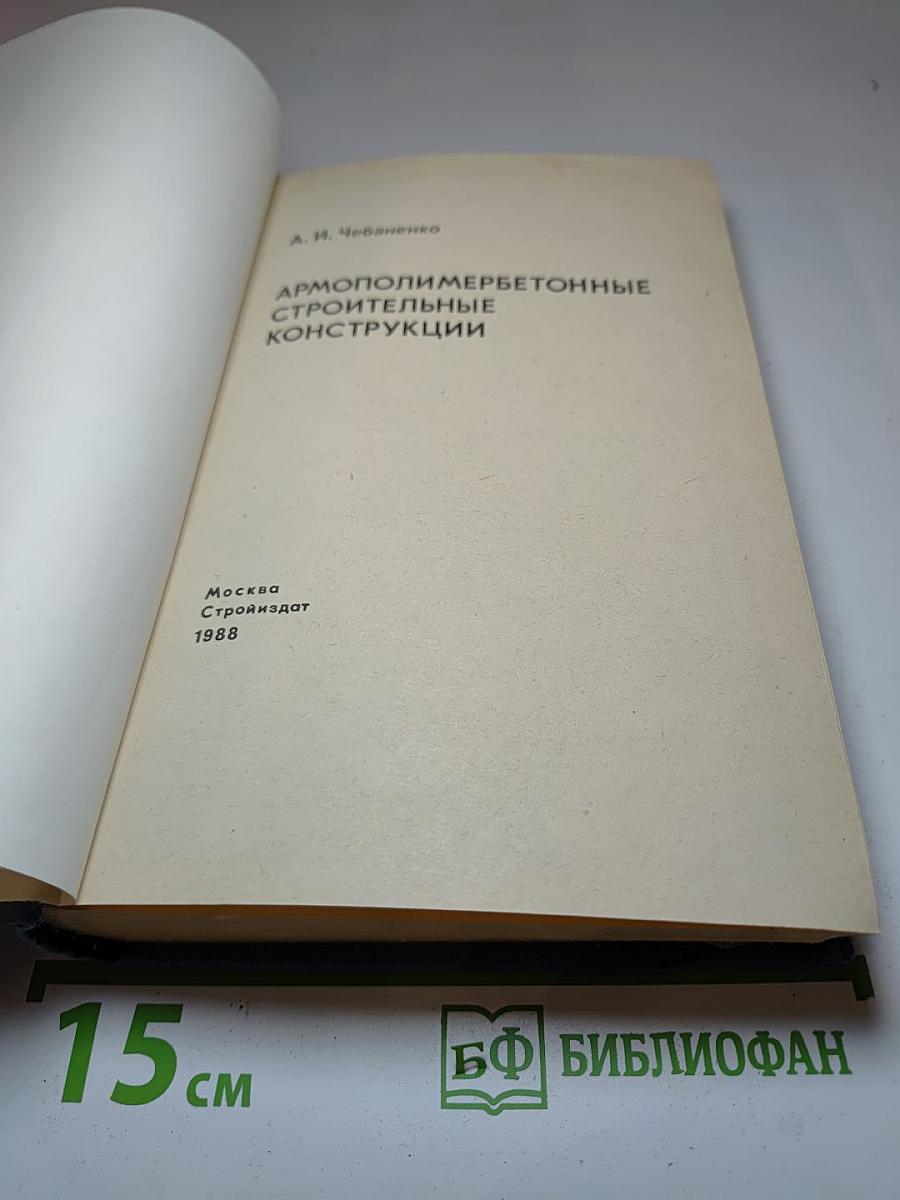 А. И. Чебаненко
АРМОПОЛИМЕРБЕТОННЫЕ
СТРОИТЕЛЬНЫЕ
КОНСТРУКЦИИ
Москва
Стройиздат
1988
15 см
БФ БИБЛИОФАН